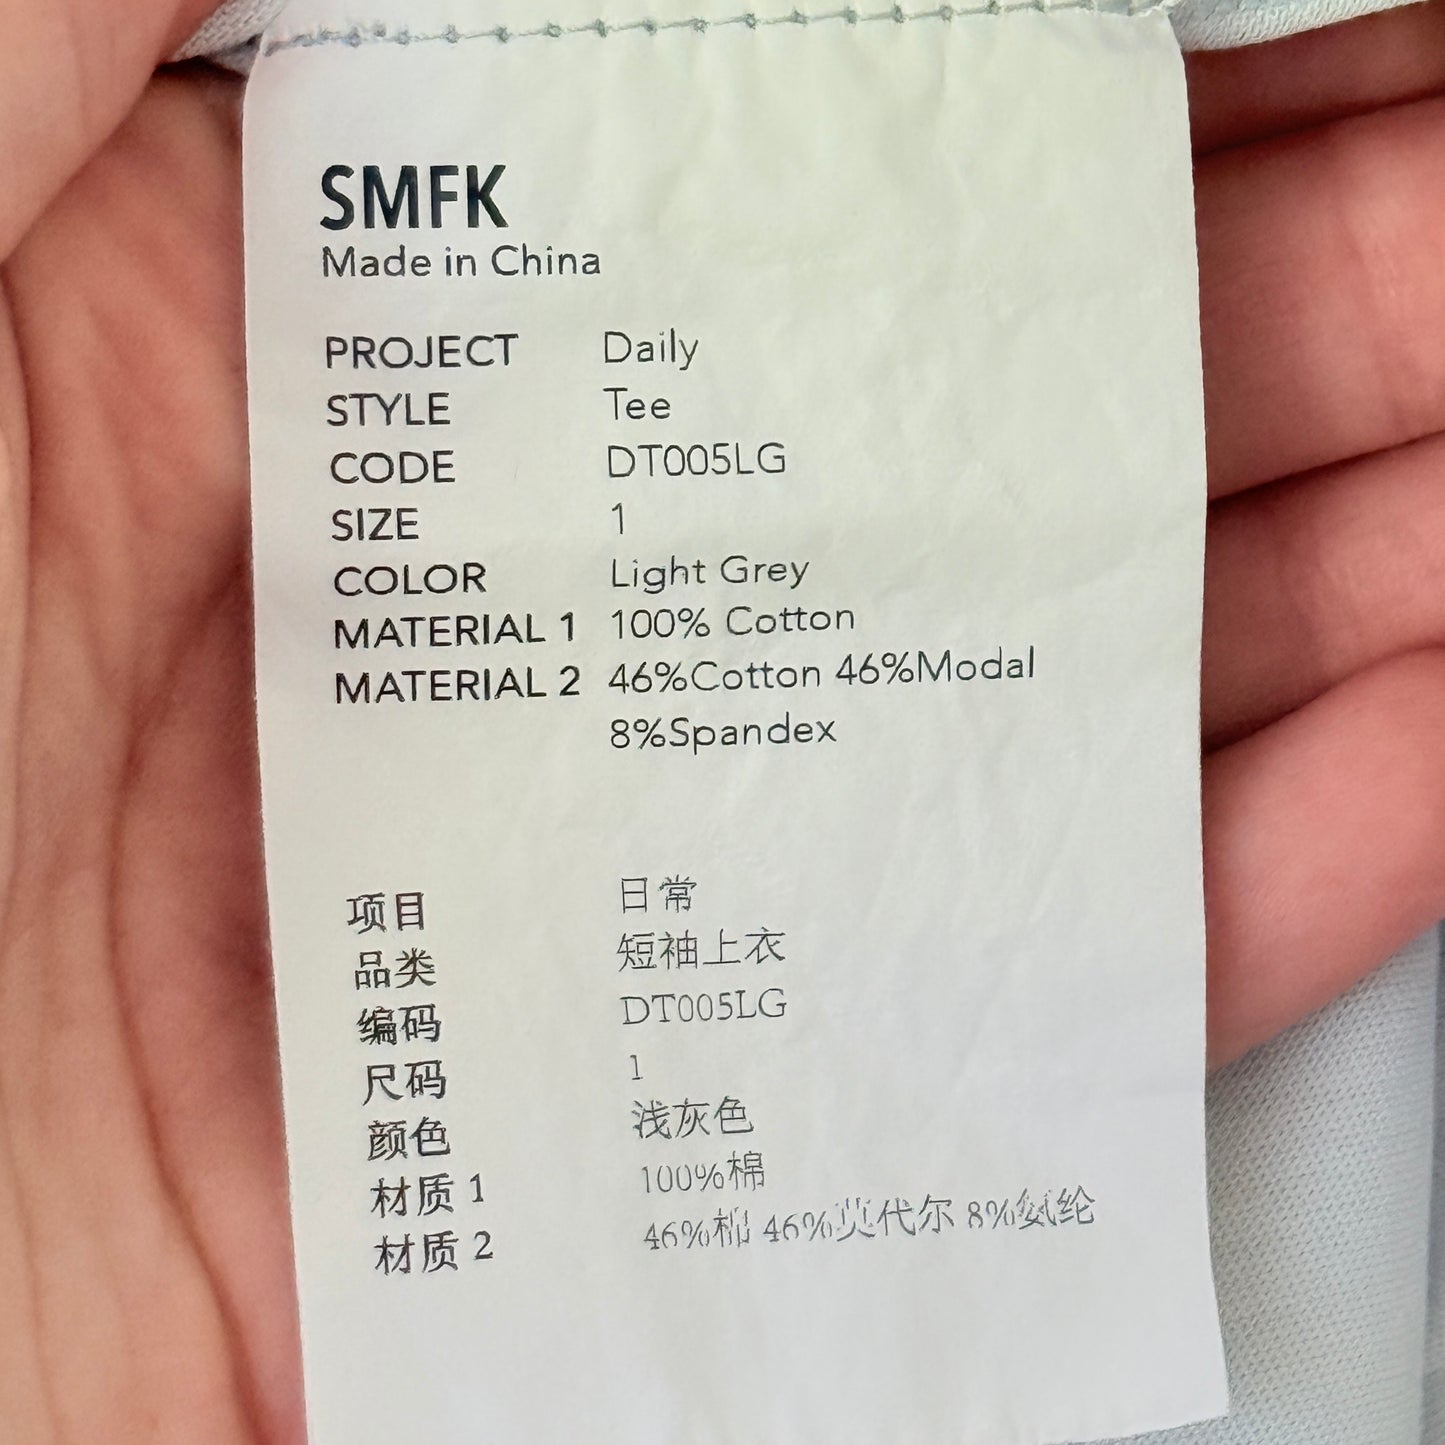 SMFK
Made in China
PROJECT Daily
STYLE Tee
CODE DT005LG
SIZE 1
COLOR Light Grey
MATERIAL 1 100% Cotton
MATERIAL 2 46%Cotton 46%Modal
8%Spandex
项目 日常
品类 短袖上衣
编码 DT005LG
尺码 1
颜色 浅灰色
材质 1 100%棉
材质 2 46%棉 46%莫代尔 8%氨纶